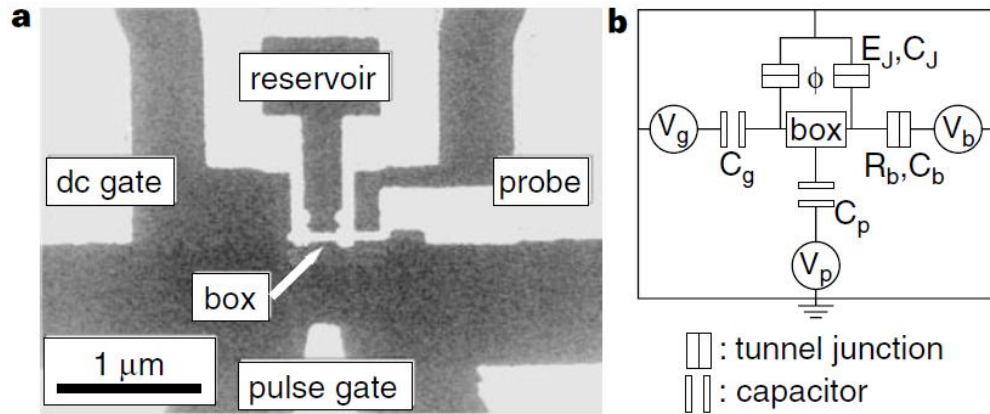 a
reservoir
dc gate
probe
box
1 μm
pulse gate
b
E_J,C_J
ϕ
V_g
box
V_b
C_g
R_b,C_b
C_p
V_p
: tunnel junction
: capacitor